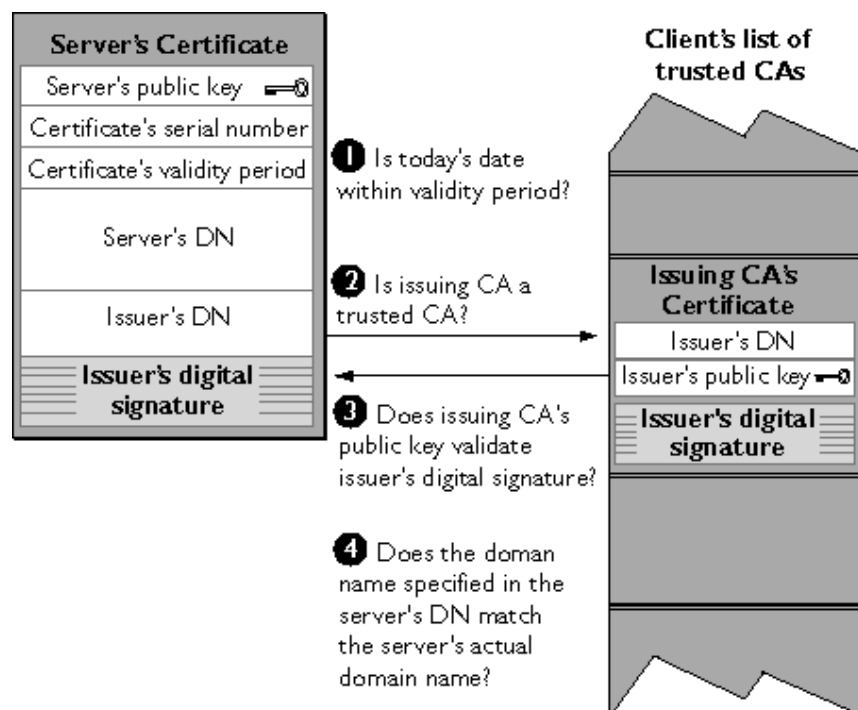 Server's Certificate
Server's public key
Certificate's serial number
Certificate's validity period
Server's DN
Issuer's DN
Issuer's digital
signature
1 Is today's date
within validity period?
2 Is issuing CA a
trusted CA?
3 Does issuing CA's
public key validate
issuer's digital signature?
4 Does the doman
name specified in the
server's DN match
the server's actual
domain name?
Client's list of
trusted CAs
Issuing CA's
Certificate
Issuer's DN
Issuer's public key
Issuer's digital
signature